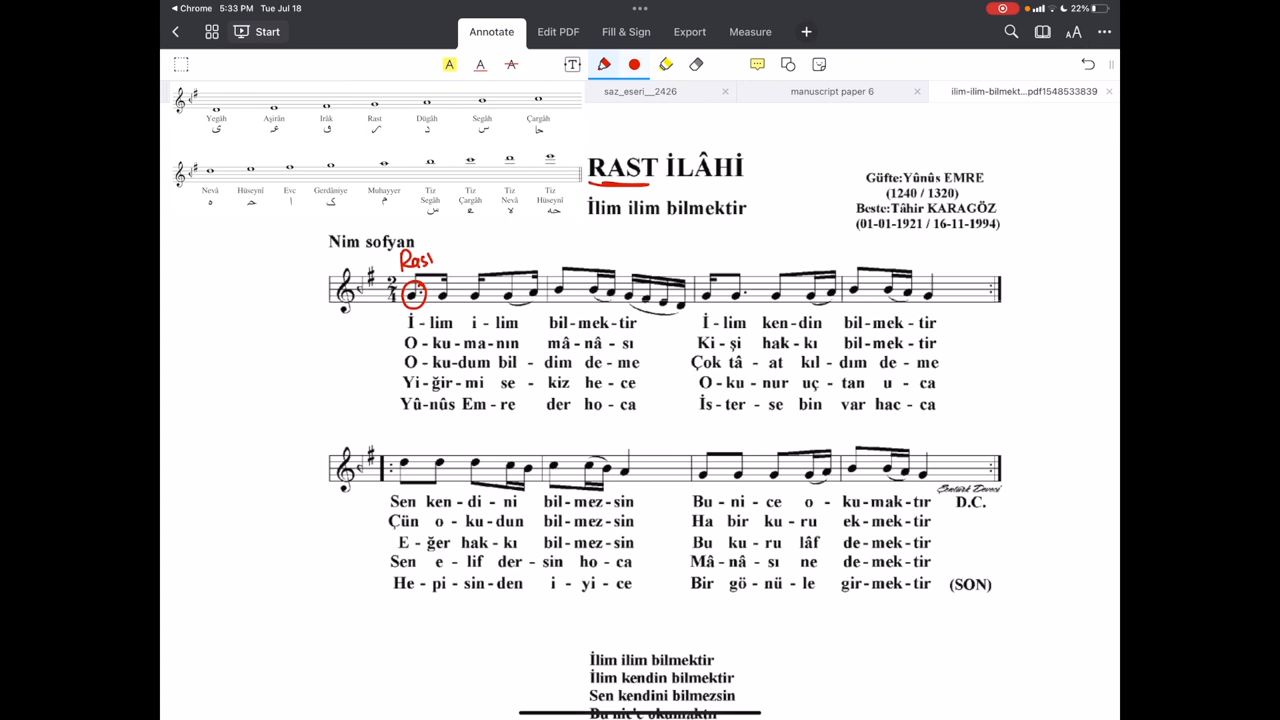 Chrome 5:33 PM Tue Jul 18
22%
Start
Annotate Edit PDF Fill & Sign Export Measure
saz_eseri__2426 manuscript paper 6 ilim-ilim-bilmekt...pdf1548533839
Yegâh Aşirân Irâk Rast Dügâh Segâh Çargâh
Nevâ Hüseynî Evc Gerdâniye Muhayyer Tiz Segâh Tiz Çargâh Tiz Nevâ Tiz Hüseynî
RAST İLÂHİ
İlim ilim bilmektir
Güfte:Yûnûs EMRE
(1240 / 1320)
Beste:Tâhir KARAGÖZ
(01-01-1921 / 16-11-1994)
Nim sofyan
Rast
İ - lim i - lim bil-mek-tir İ - lim ken-din bil-mek-tir
O - ku-ma-nın mâ-nâ - sı Ki - şi hak-kı bil-mek-tir
O - ku-dum bil - dim de - me Çok tâ - at kıl-dım de - me
Yi-ğir-mi se - kiz he - ce O - ku-nur uç-tan u - ca
Yû-nûs Em-re der ho - ca İs-ter - se bin var hac - ca
Sen ken-di-ni bil-mez-sin Bu-ni-ce o - ku-mak-tır D.C.
Çün o-ku-dun bil-mez-sin Ha bir ku-ru ek-mek-tir
E - ğer hak-kı bil-mez-sin Bu ku-ru lâf de-mek-tir
Sen e-lif der-sin ho-ca Mâ-nâ-sı ne de-mek-tir
He-pi-sin-den i - yi - ce Bir gö-nü-le gir-mek-tir (SON)
İlim ilim bilmektir
İlim kendin bilmektir
Sen kendini bilmezsin
Bu nic'e okumaktır